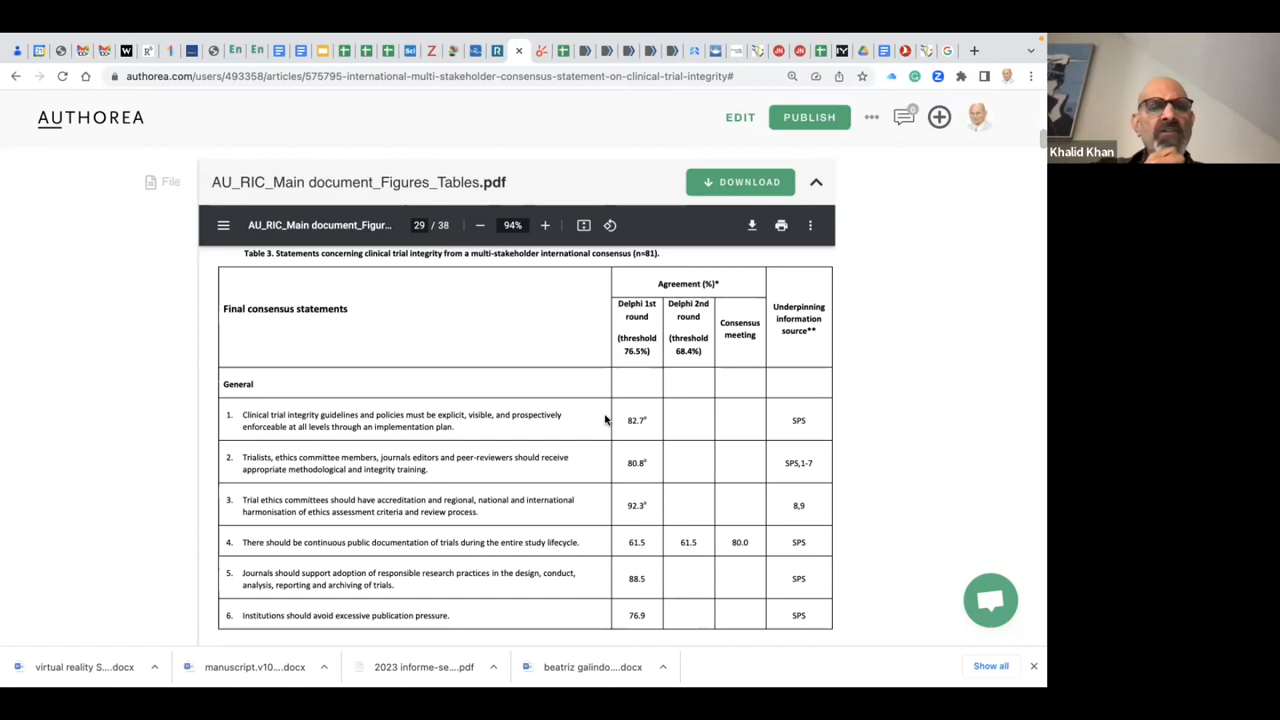 authorea.com/users/493358/articles/575795-international-multi-stakeholder-consensus-statement-on-clinical-trial-integrity#
AUTHOREA
EDIT
PUBLISH
0
File
AU_RIC_Main document_Figures_Tables.pdf
DOWNLOAD
AU_RIC_Main document_Figur...
29 / 38
94%
Table 3. Statements concerning clinical trial integrity from a multi-stakeholder international consensus (n=81).
Final consensus statements
Agreement (%)*
Delphi 1st
round
(threshold
76.5%)
Delphi 2nd
round
(threshold
68.4%)
Consensus
meeting
Underpinning
information
source**
General
1. Clinical trial integrity guidelines and policies must be explicit, visible, and prospectively
enforceable at all levels through an implementation plan.
82.7ª
SPS
2. Trialists, ethics committee members, journals editors and peer-reviewers should receive
appropriate methodological and integrity training.
80.8ª
SPS,1-7
3. Trial ethics committees should have accreditation and regional, national and international
harmonisation of ethics assessment criteria and review process.
92.3ª
8,9
4. There should be continuous public documentation of trials during the entire study lifecycle.
61.5
61.5
80.0
SPS
5. Journals should support adoption of responsible research practices in the design, conduct,
analysis, reporting and archiving of trials.
88.5
SPS
6. Institutions should avoid excessive publication pressure.
76.9
SPS
virtual reality S....docx
manuscript.v10....docx
2023 informe-se....pdf
beatriz galindo....docx
Show all
Khalid Khan